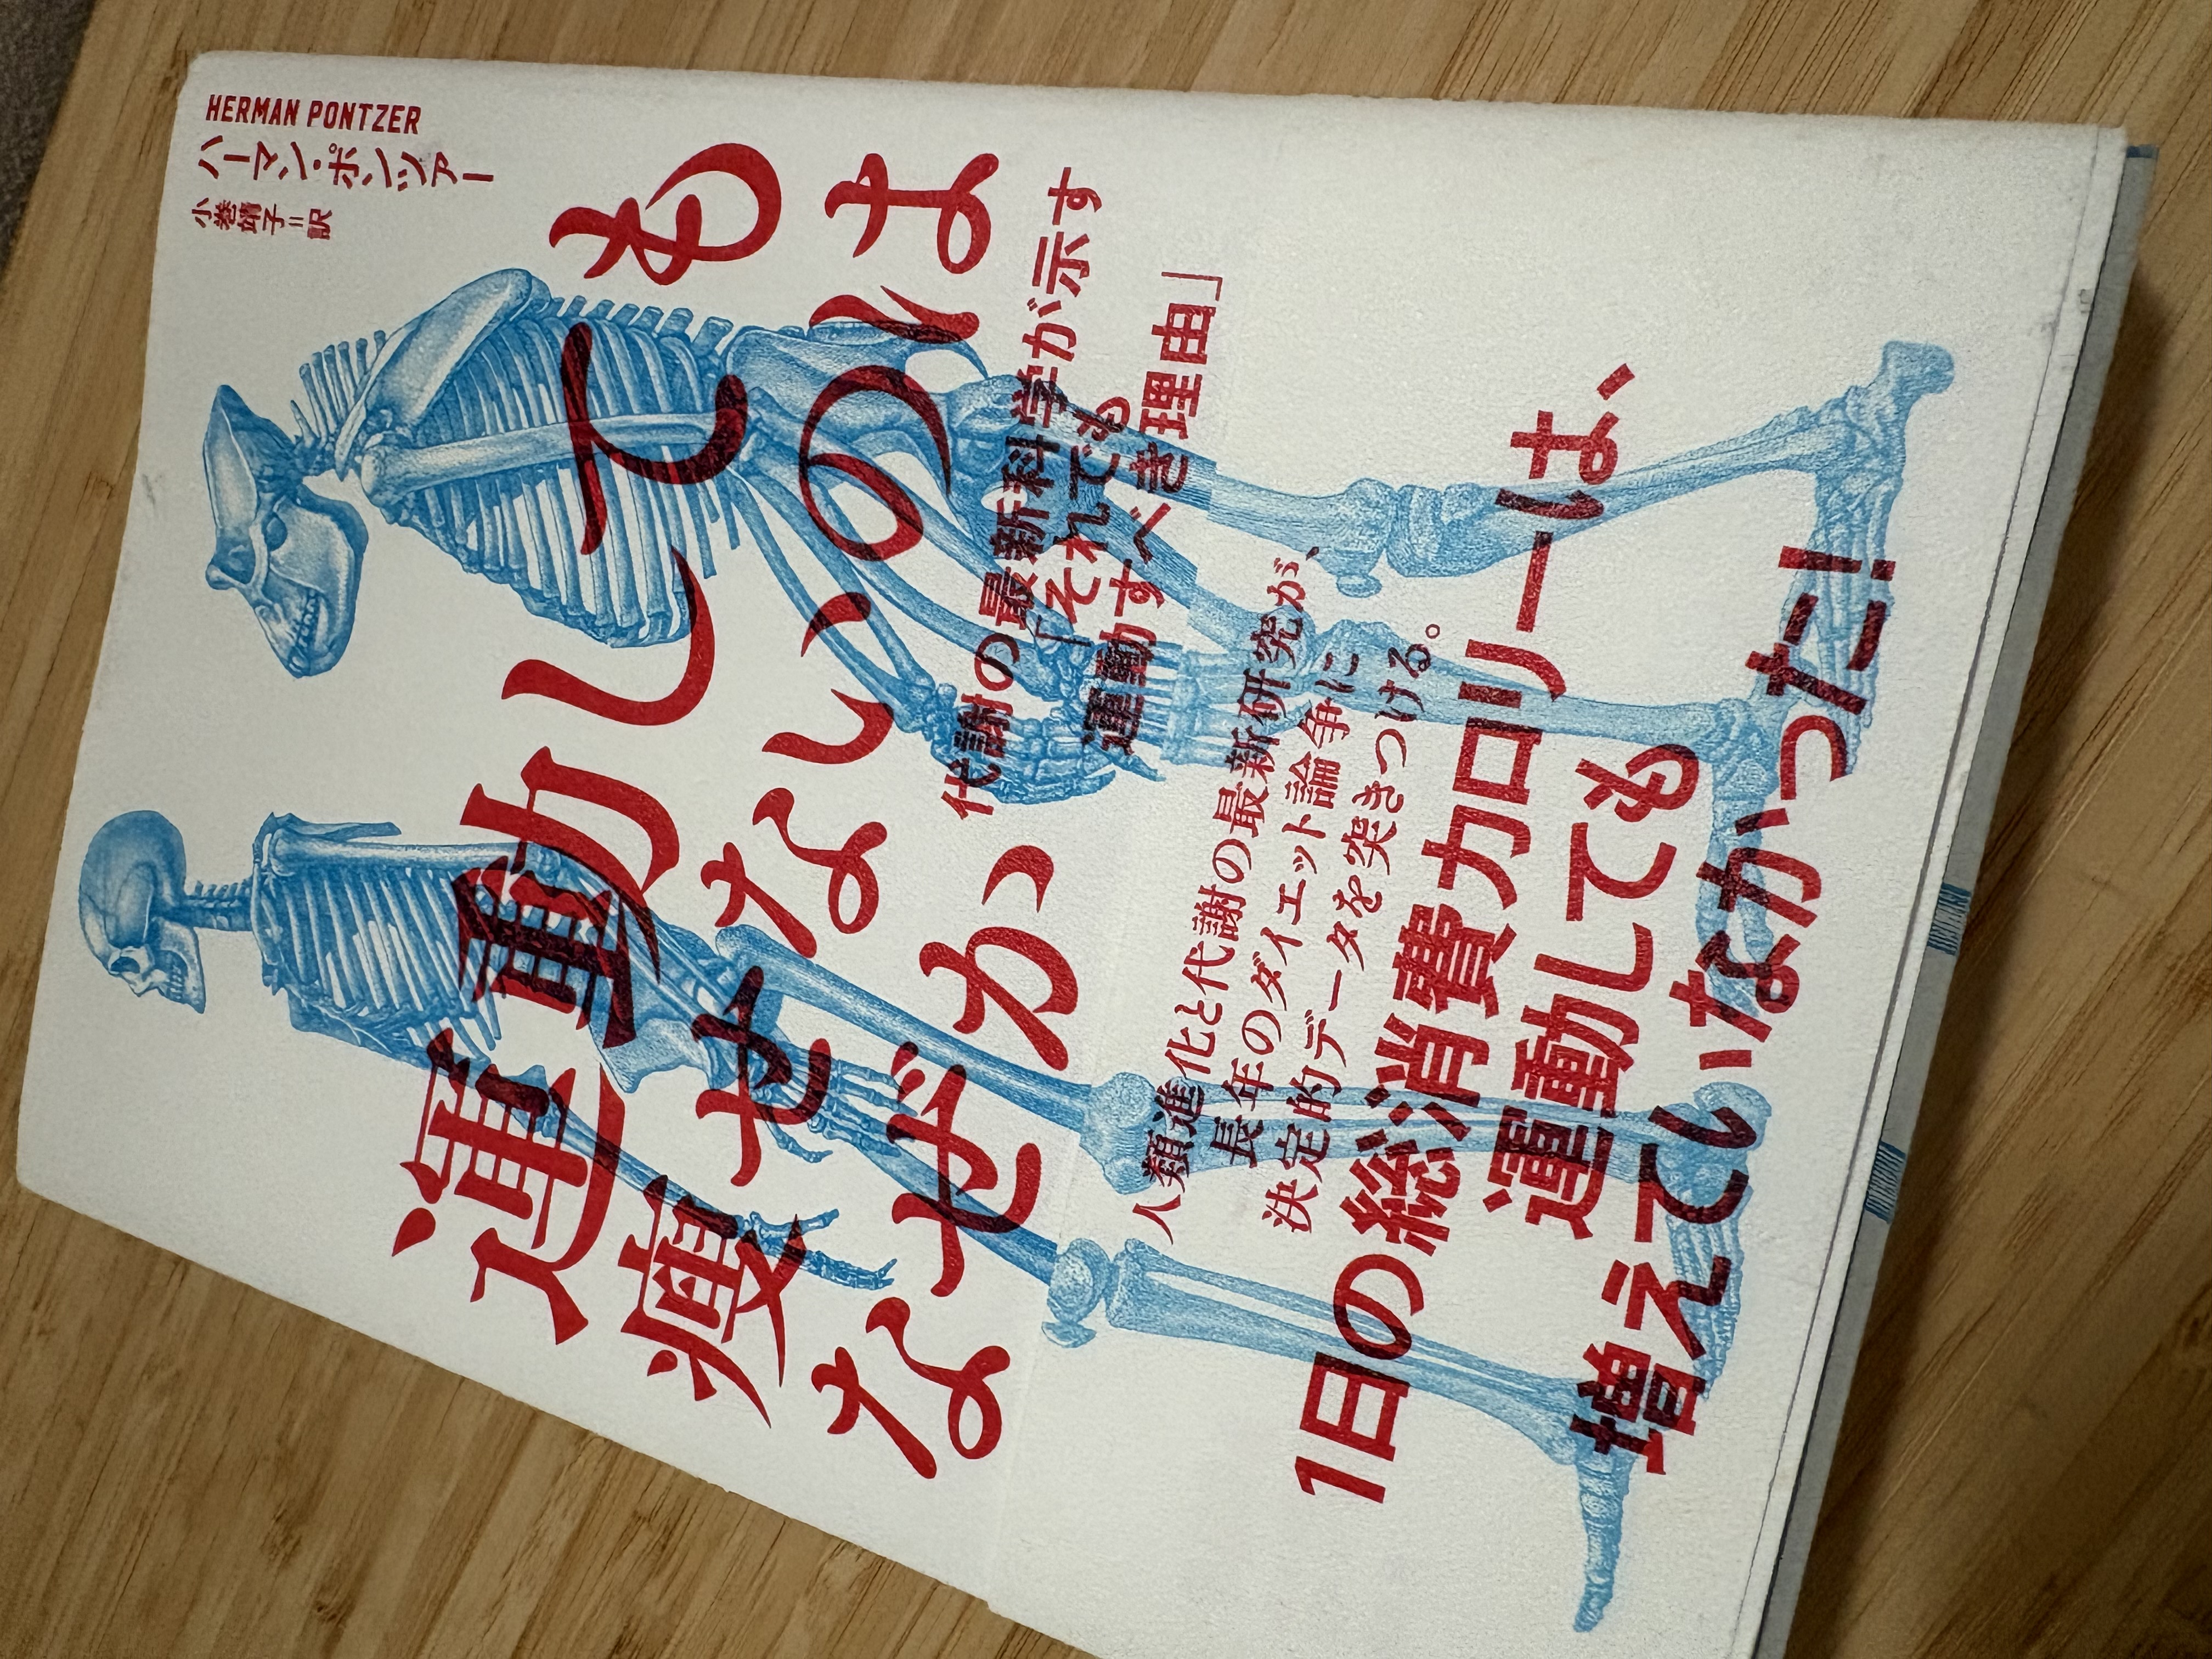 HERMAN PONTZER
ハーマン・ポンツァー
小巻靖子=訳
運動しても
痩せないのは
なぜか
代謝の最新科学が示す
「それでも
運動すべき理由」
人類進化と代謝の最新研究が、
長年のダイエット論争に
決定的データを突きつける。
1日の総消費カロリーは、
運動しても
増えていなかった!